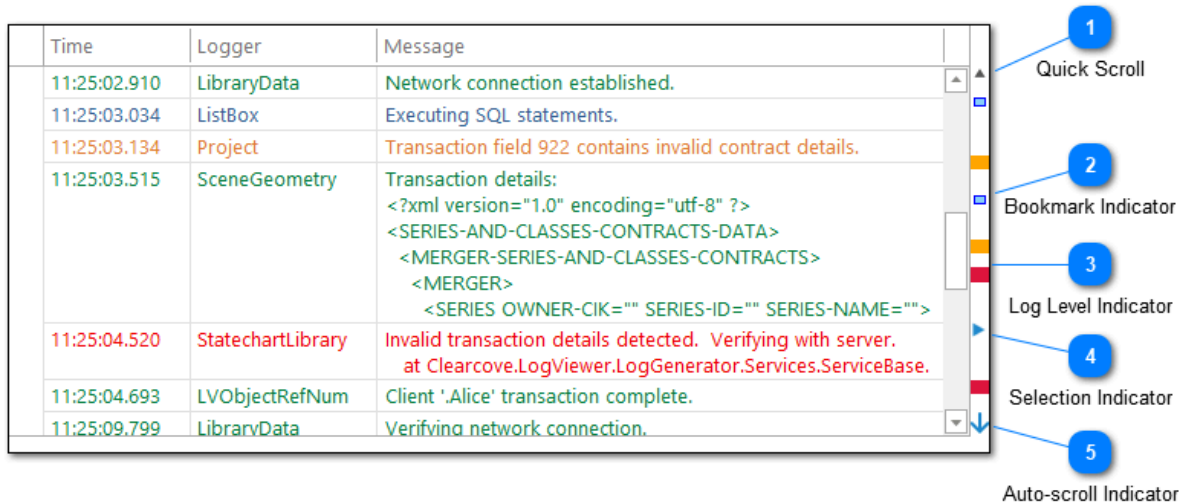 Time Logger Message
11:25:02.910 LibraryData Network connection established.
11:25:03.034 ListBox Executing SQL statements.
11:25:03.134 Project Transaction field 922 contains invalid contract details.
11:25:03.515 SceneGeometry Transaction details:
<?xml version="1.0" encoding="utf-8" ?>
<SERIES-AND-CLASSES-CONTRACTS-DATA>
<MERGER-SERIES-AND-CLASSES-CONTRACTS>
<MERGER>
<SERIES OWNER-CIK="" SERIES-ID="" SERIES-NAME="">
11:25:04.520 StatechartLibrary Invalid transaction details detected. Verifying with server.
at Clearcove.LogViewer.LogGenerator.Services.ServiceBase.
11:25:04.693 LVObjectRefNum Client '.Alice' transaction complete.
11:25:09.799 LibraryData Verifying network connection.
1
Quick Scroll
2
Bookmark Indicator
3
Log Level Indicator
4
Selection Indicator
5
Auto-scroll Indicator